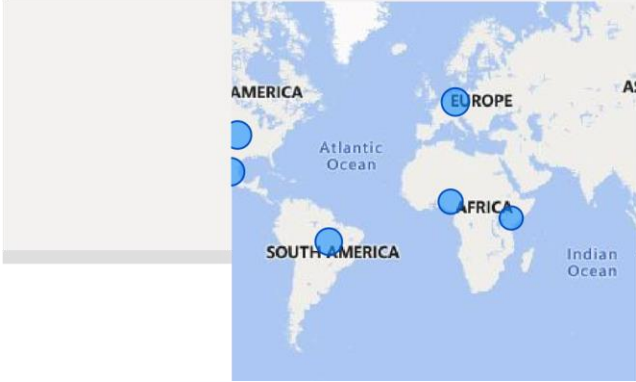 AMERICA
EUROPE
A
Atlantic
Ocean
AFRICA
SOUTH AMERICA
Indian
Ocean